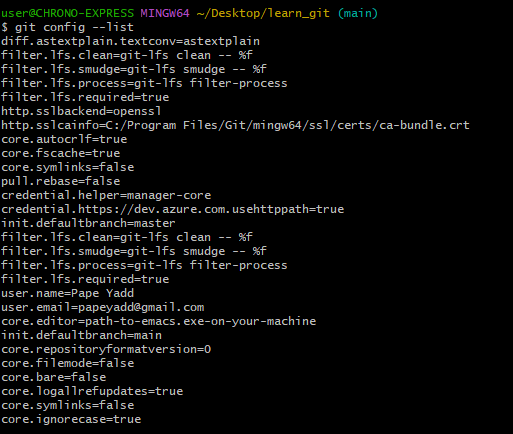 user@CHRONO-EXPRESS MINGW64 ~/Desktop/learn_git (main)
$ git config --list
diff.astextplain.textconv=astextplain
filter.lfs.clean=git-lfs clean -- %f
filter.lfs.smudge=git-lfs smudge -- %f
filter.lfs.process=git-lfs filter-process
filter.lfs.required=true
http.sslbackend=openssl
http.sslcainfo=C:/Program Files/Git/mingw64/ssl/certs/ca-bundle.crt
core.autocrlf=true
core.fscache=true
core.symlinks=false
pull.rebase=false
credential.helper=manager-core
credential.https://dev.azure.com.usehttppath=true
init.defaultbranch=master
filter.lfs.clean=git-lfs clean -- %f
filter.lfs.smudge=git-lfs smudge -- %f
filter.lfs.process=git-lfs filter-process
filter.lfs.required=true
user.name=Pape Yadd
user.email=papeyadd@gmail.com
core.editor=path-to-emacs.exe-on-your-machine
init.defaultbranch=main
core.repositoryformatversion=0
core.filemode=false
core.bare=false
core.logallrefupdates=true
core.symlinks=false
core.ignorecase=true